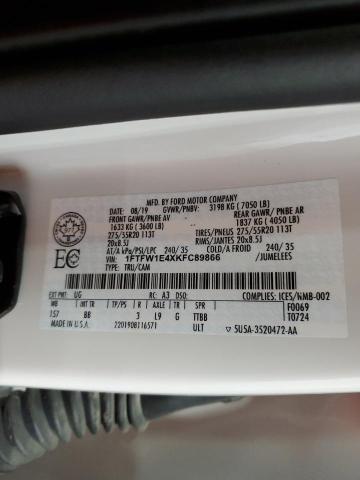 MFD. BY FORD MOTOR COMPANY
DATE: 08/19 GVWR/PNBV: 3198 KG (7050 LB)
FRONT GAWR/PNBE AV REAR GAWR/PNBE AR
1633 KG (3600 LB) 1837 KG (4050 LB)
275/55R20 113T TIRES/PNEUS 275/55R20 113T
20x8.5J RIMS/JANTES 20x8.5J
AT/A kPa/PSI/LPC 240/35 COLD/A FROID 240/35
VIN: 1FTFW1E4XKFC89866 /JUMELEES
TYPE: TRU/CAM
EC
EXT PNT: UG RC: A3 DSO: COMPLIES: ICES/NMB-002
WB INT TR TP/PS R AXLE TR SPR F0069
157 BB 3 L9 G TTBB T0724
MADE IN U.S.A. 2201908116571 ULT 5U5A-3520472-AA